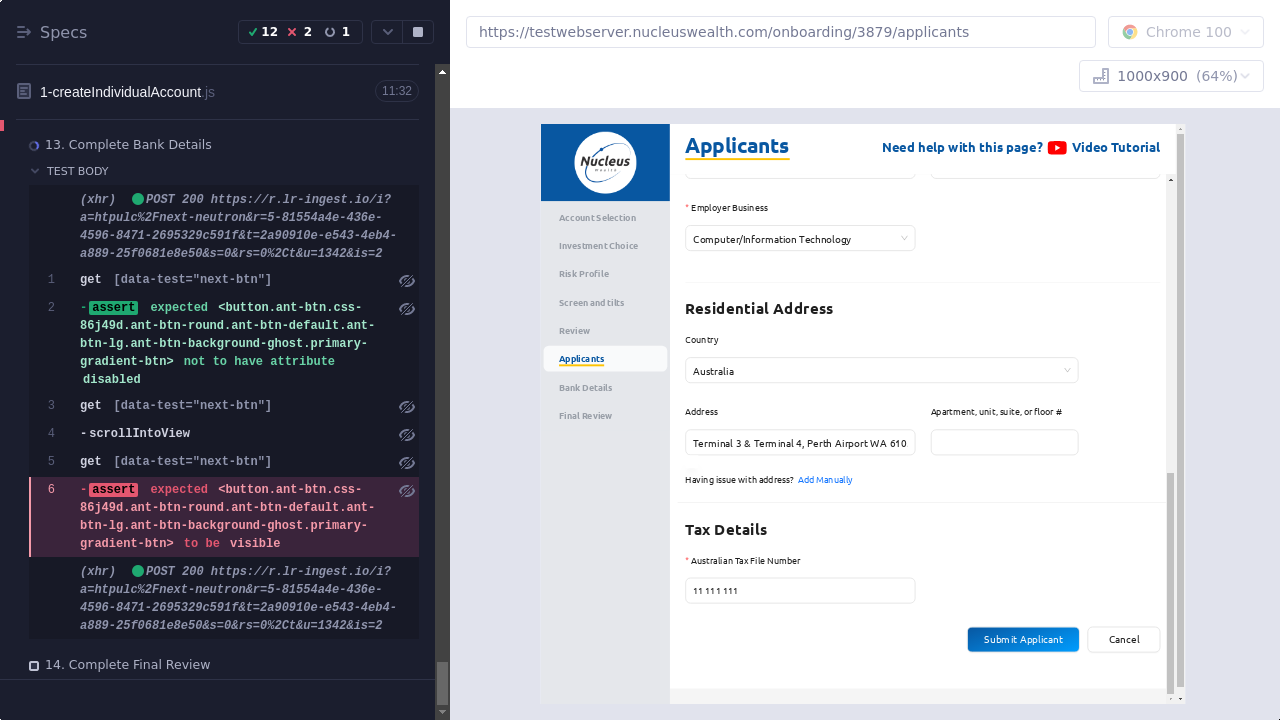 Specs
12
2
1
1-createIndividualAccount.js
11:32
13. Complete Bank Details
TEST BODY
(xhr) POST 200 https://r.lr-ingest.io/i?
a=htpulc%2Fnext-neutron&r=5-81554a4e-436e-
4596-8471-2695329c591f&t=2a90910e-e543-4eb4-
a889-25f0681e8e50&s=0&rs=0%2Ct&u=1342&is=2
1 get [data-test="next-btn"]
2 -assert expected <button.ant-btn.css-
86j49d.ant-btn-round.ant-btn-default.ant-
btn-lg.ant-btn-background-ghost.primary-
gradient-btn> not to have attribute
disabled
3 get [data-test="next-btn"]
4 -scrollIntoView
5 get [data-test="next-btn"]
6 -assert expected <button.ant-btn.css-
86j49d.ant-btn-round.ant-btn-default.ant-
btn-lg.ant-btn-background-ghost.primary-
gradient-btn> to be visible
(xhr) POST 200 https://r.lr-ingest.io/i?
a=htpulc%2Fnext-neutron&r=5-81554a4e-436e-
4596-8471-2695329c591f&t=2a90910e-e543-4eb4-
a889-25f0681e8e50&s=0&rs=0%2Ct&u=1342&is=2
14. Complete Final Review
https://testwebserver.nucleuswealth.com/onboarding/3879/applicants
Chrome 100
1000x900 (64%)
Nucleus
Wealth
Account Selection
Investment Choice
Risk Profile
Screen and tilts
Review
Applicants
Bank Details
Final Review
Applicants
Need help with this page? Video Tutorial
* Employer Business
Computer/Information Technology
Residential Address
Country
Australia
Address
Apartment, unit, suite, or floor #
Terminal 3 & Terminal 4, Perth Airport WA 610
Having issue with address? Add Manually
Tax Details
* Australian Tax File Number
11 111 111
Submit Applicant
Cancel